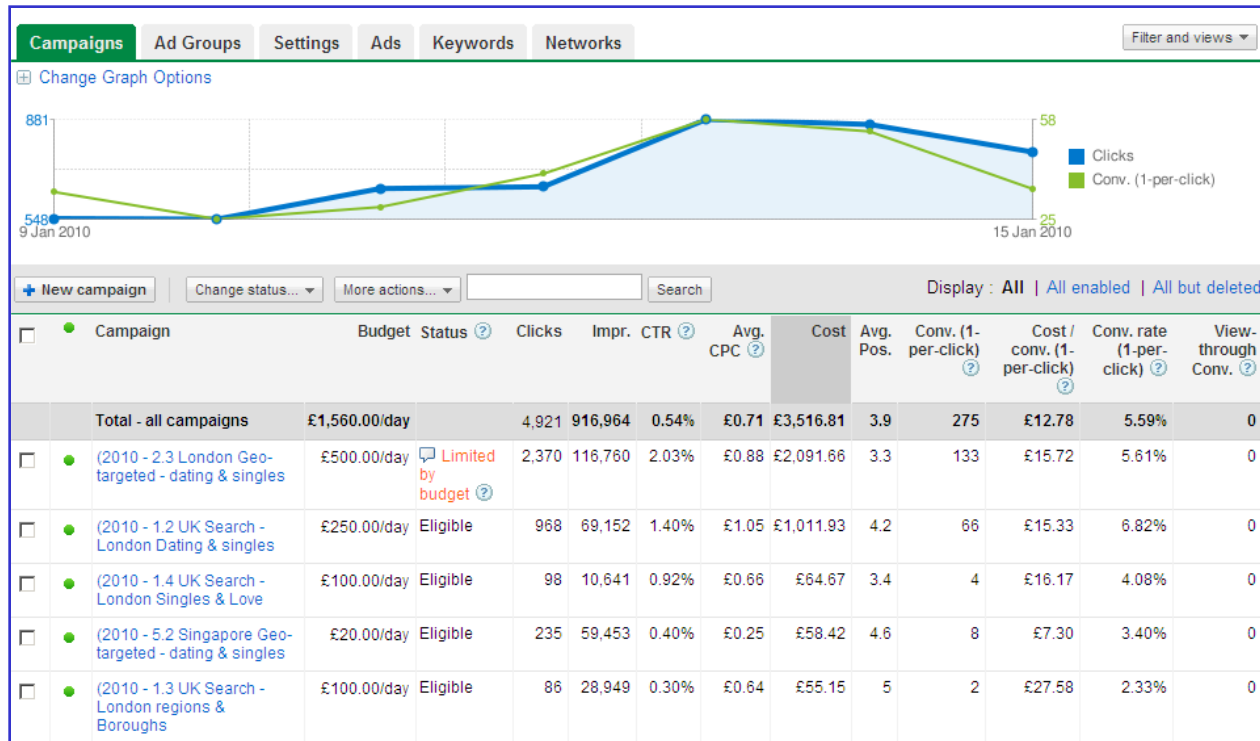 Campaigns Ad Groups Settings Ads Keywords Networks Filter and views
Change Graph Options
881 58
Clicks
Conv. (1-per-click)
548 25
9 Jan 2010 15 Jan 2010
New campaign Change status... More actions... Search Display : All | All enabled | All but deleted
Campaign Budget Status ? Clicks Impr. CTR ? Avg. Cost Avg. Conv. (1- Cost / Conv. rate View-
CPC ? Pos. per-click) conv. (1- (1-per- through
? per-click) click) ? Conv. ?
?
Total - all campaigns £1,560.00/day 4,921 916,964 0.54% £0.71 £3,516.81 3.9 275 £12.78 5.59% 0
(2010 - 2.3 London Geo- £500.00/day Limited 2,370 116,760 2.03% £0.88 £2,091.66 3.3 133 £15.72 5.61% 0
targeted - dating & singles by
budget ?
(2010 - 1.2 UK Search - £250.00/day Eligible 968 69,152 1.40% £1.05 £1,011.93 4.2 66 £15.33 6.82% 0
London Dating & singles
(2010 - 1.4 UK Search - £100.00/day Eligible 98 10,641 0.92% £0.66 £64.67 3.4 4 £16.17 4.08% 0
London Singles & Love
(2010 - 5.2 Singapore Geo- £20.00/day Eligible 235 59,453 0.40% £0.25 £58.42 4.6 8 £7.30 3.40% 0
targeted - dating & singles
(2010 - 1.3 UK Search - £100.00/day Eligible 86 28,949 0.30% £0.64 £55.15 5 2 £27.58 2.33% 0
London regions &
Boroughs